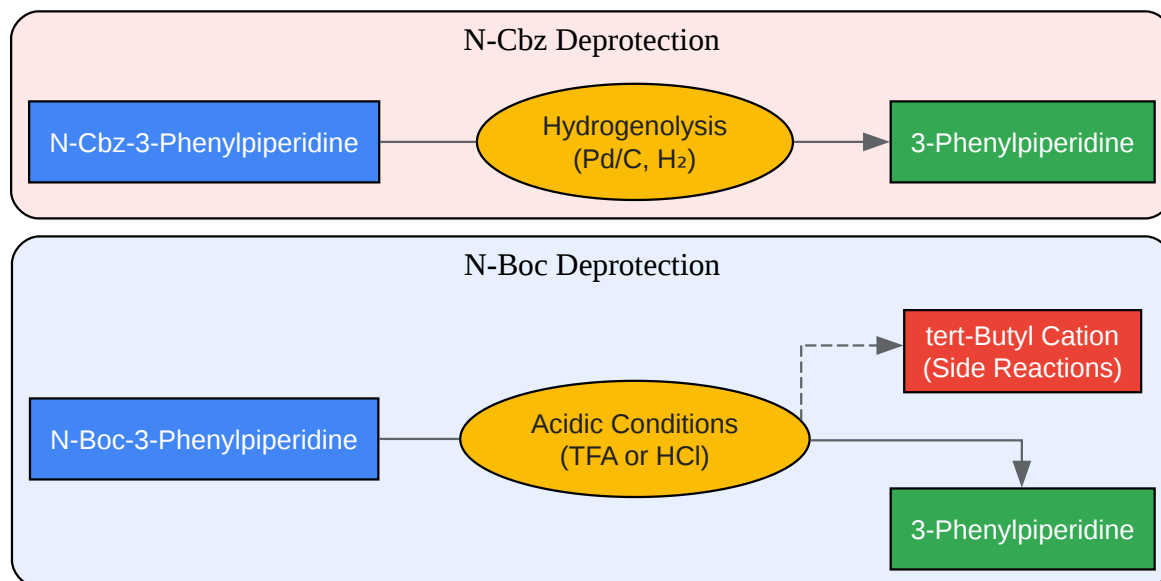 N-Cbz Deprotection
N-Cbz-3-Phenylpiperidine
Hydrogenolysis
(Pd/C, H₂)
3-Phenylpiperidine
N-Boc Deprotection
tert-Butyl Cation
(Side Reactions)
N-Boc-3-Phenylpiperidine
Acidic Conditions
(TFA or HCl)
3-Phenylpiperidine